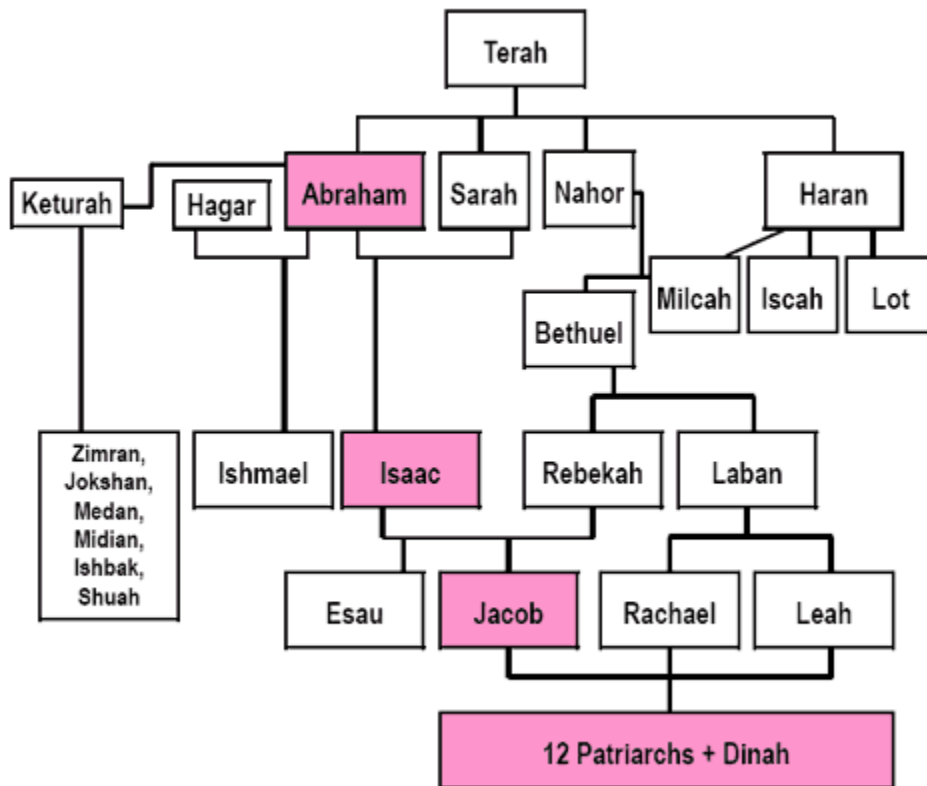 Terah
Keturah
Hagar
Abraham
Sarah
Nahor
Haran
Milcah
Iscah
Lot
Bethuel
Zimran,
Jokshan,
Medan,
Midian,
Ishbak,
Shuah
Ishmael
Isaac
Rebekah
Laban
Esau
Jacob
Rachael
Leah
12 Patriarchs + Dinah